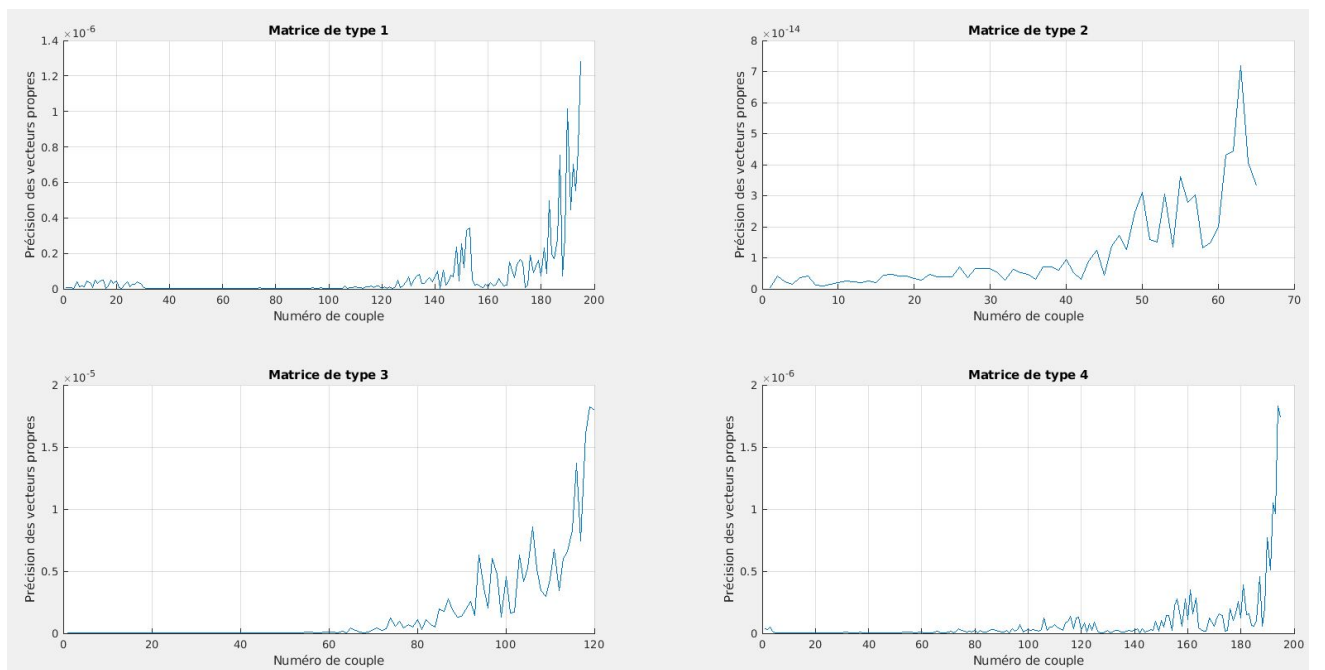 Matrice de type 1
×10-6
1.4
1.2
1
0.8
0.6
0.4
0.2
0
Précision des vecteurs propres
0 20 40 60 80 100 120 140 160 180 200
Numéro de couple
Matrice de type 2
×10-14
8
7
6
5
4
3
2
1
0
Précision des vecteurs propres
0 10 20 30 40 50 60 70
Numéro de couple
Matrice de type 3
×10-5
2
1.5
1
0.5
0
Précision des vecteurs propres
0 20 40 60 80 100 120
Numéro de couple
Matrice de type 4
×10-6
2
1.5
1
0.5
0
Précision des vecteurs propres
0 20 40 60 80 100 120 140 160 180 200
Numéro de couple